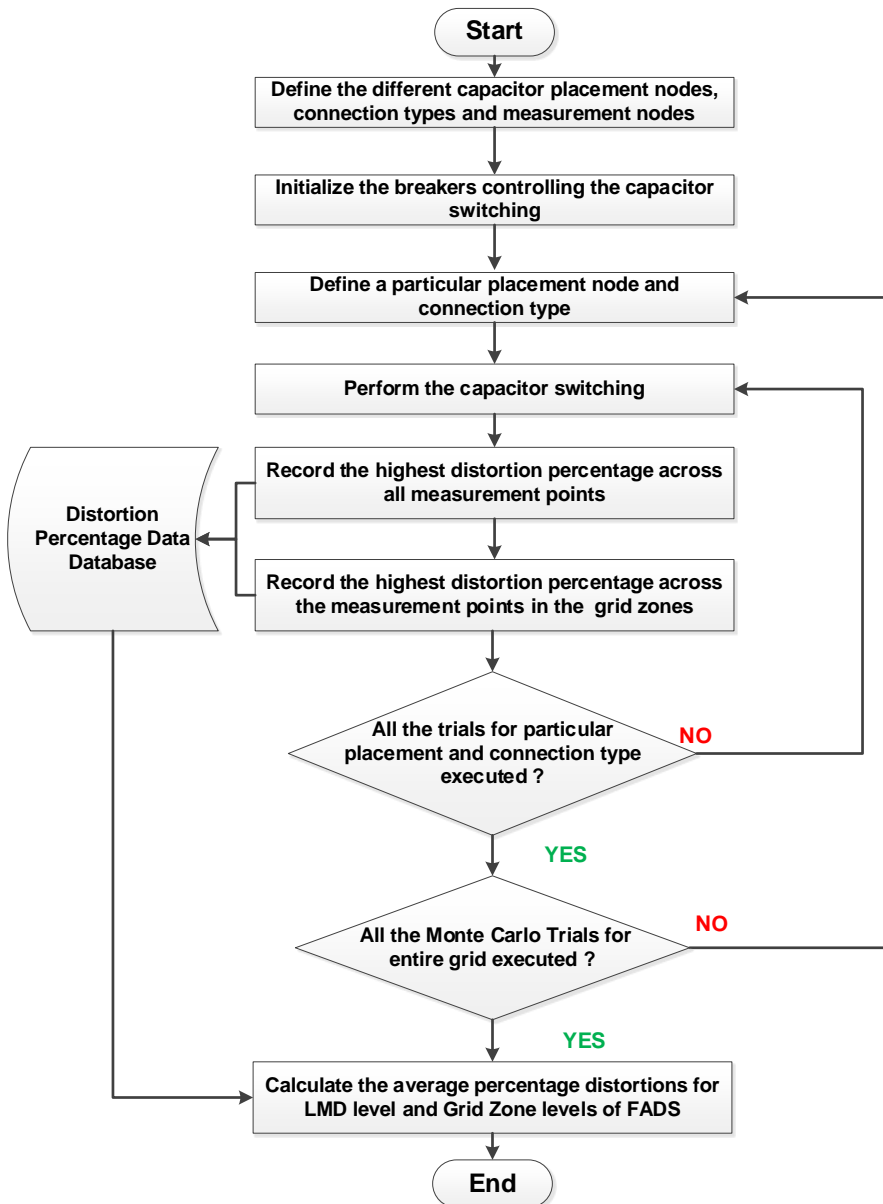 Start
Define the different capacitor placement nodes,
connection types and measurement nodes
Initialize the breakers controlling the capacitor
switching
Define a particular placement node and
connection type
Perform the capacitor switching
Record the highest distortion percentage across
all measurement points
Distortion
Percentage Data
Database
Record the highest distortion percentage across
the measurement points in the grid zones
All the trials for particular
placement and connection type
executed ?
NO
YES
All the Monte Carlo Trials for
entire grid executed ?
NO
YES
Calculate the average percentage distortions for
LMD level and Grid Zone levels of FADS
End